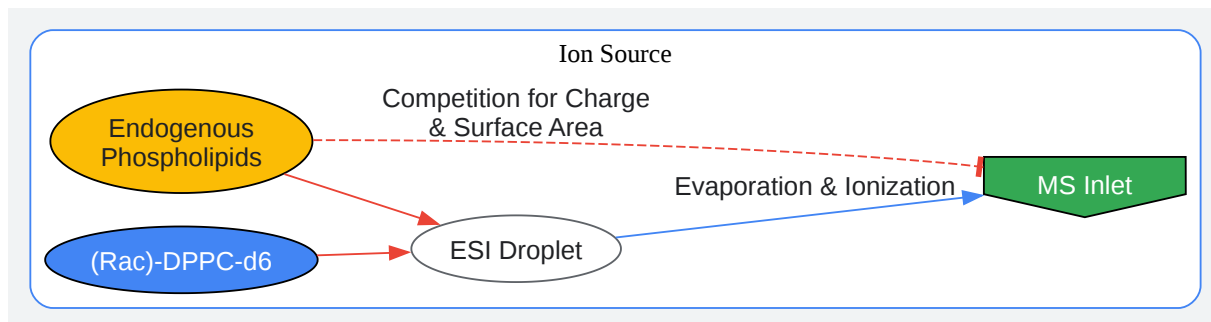 Ion Source
Competition for Charge
& Surface Area
Endogenous
Phospholipids
Evaporation & Ionization
MS Inlet
ESI Droplet
(Rac)-DPPC-d6